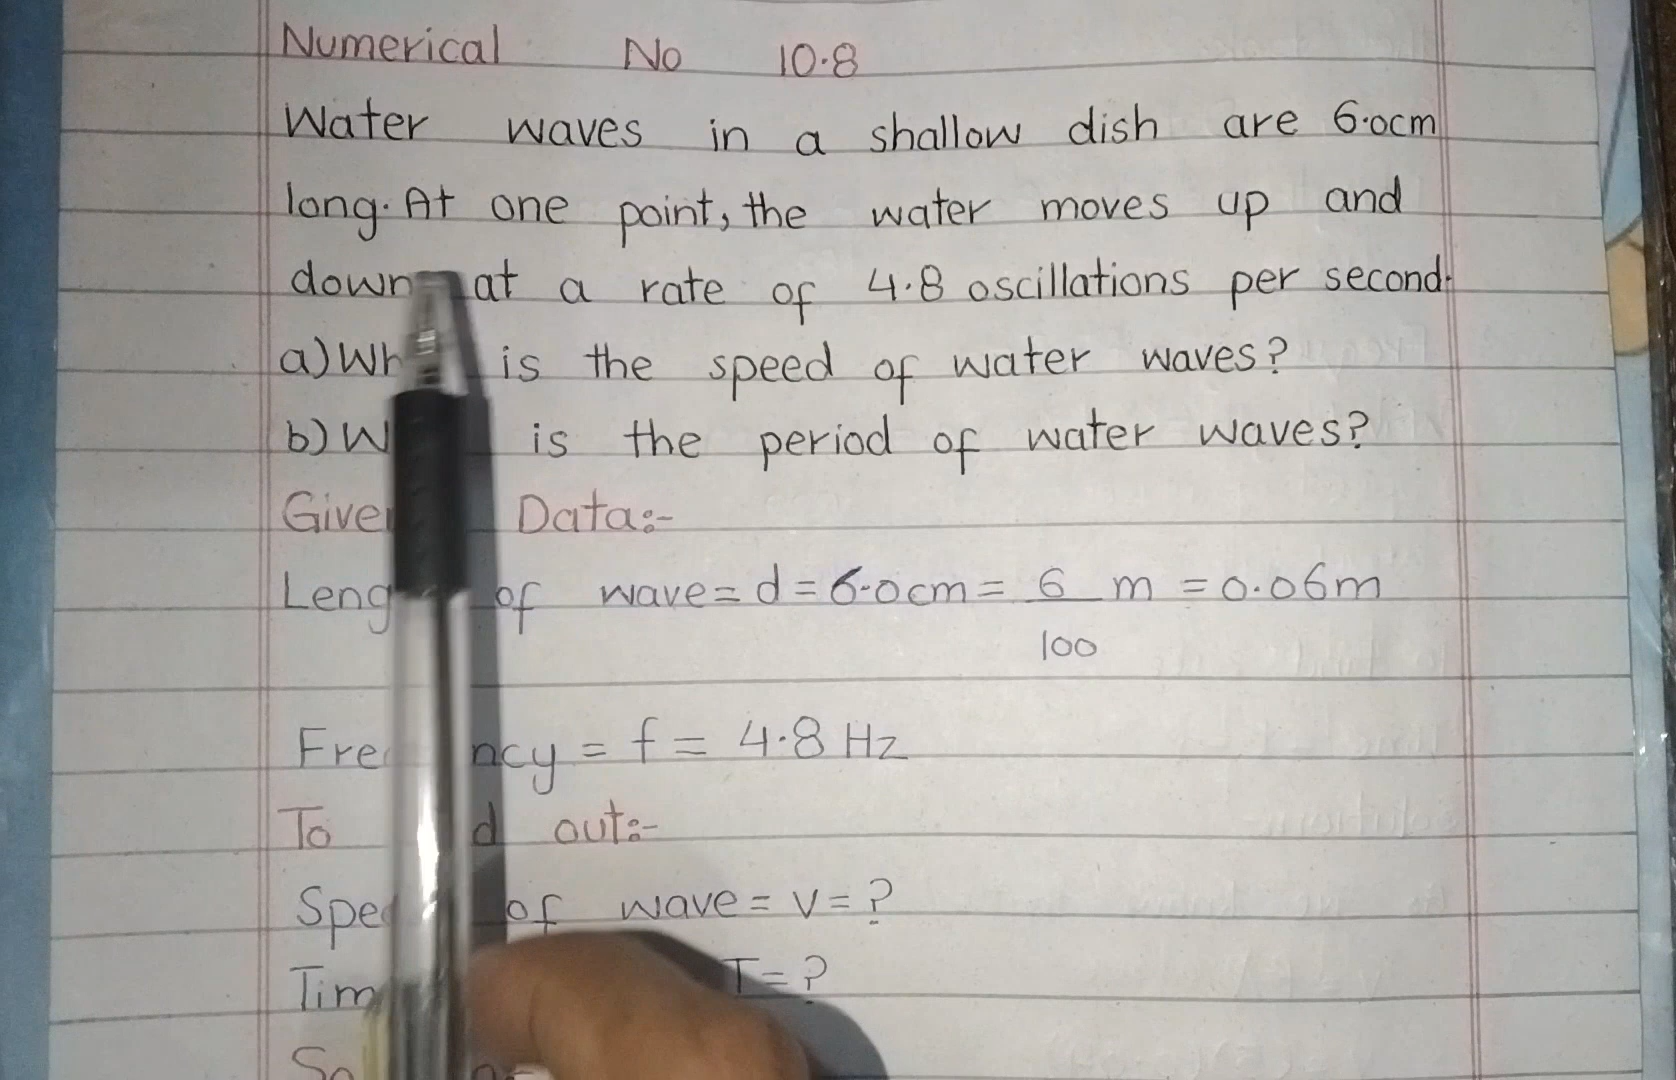 Numerical No 10.8
Water waves in a shallow dish are 6.0cm
long. At one point, the water moves up and
down at a rate of 4.8 oscillations per second.
a) is the speed of water waves?
b) is the period of water waves?
Data:-
of wave = d = 6.0cm = 6 m = 0.06m
100
= f = 4.8 Hz
To out:-
of wave = v = ?
T = ?